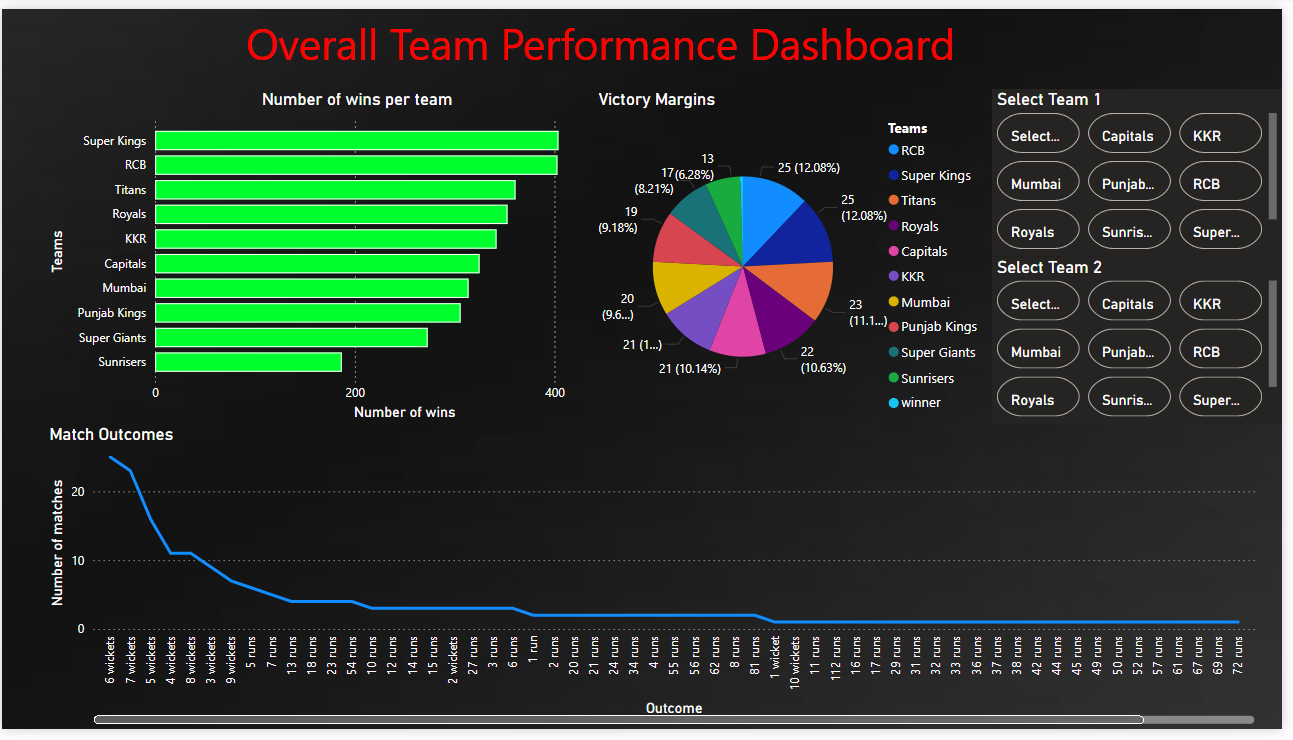 Overall Team Performance Dashboard
Number of wins per team
Teams
Super Kings
RCB
Titans
Royals
KKR
Capitals
Mumbai
Punjab Kings
Super Giants
Sunrisers
0
200
400
Number of wins
Victory Margins
25 (12.08%)
25
(12.08%)
23
(11.1...)
22
(10.63%)
21 (10.14%)
21 (1...)
20
(9.6...)
19
(9.18%)
17
(8.21%)
13
(6.28%)
Teams
RCB
Super Kings
Titans
Royals
Capitals
KKR
Mumbai
Punjab Kings
Super Giants
Sunrisers
winner
Select Team 1
Select... Capitals KKR
Mumbai Punjab... RCB
Royals Sunris... Super...
Select Team 2
Select... Capitals KKR
Mumbai Punjab... RCB
Royals Sunris... Super...
Match Outcomes
Number of matches
20
10
0
6 wickets
7 wickets
5 wickets
4 wickets
8 wickets
3 wickets
9 wickets
5 runs
7 runs
13 runs
18 runs
23 runs
54 runs
10 runs
12 runs
14 runs
15 runs
2 wickets
27 runs
3 runs
6 runs
1 run
2 runs
20 runs
21 runs
24 runs
34 runs
4 runs
55 runs
56 runs
62 runs
8 runs
81 runs
1 wicket
10 wickets
11 runs
112 runs
16 runs
17 runs
29 runs
31 runs
32 runs
33 runs
36 runs
37 runs
38 runs
42 runs
44 runs
45 runs
49 runs
50 runs
52 runs
57 runs
61 runs
67 runs
69 runs
72 runs
Outcome